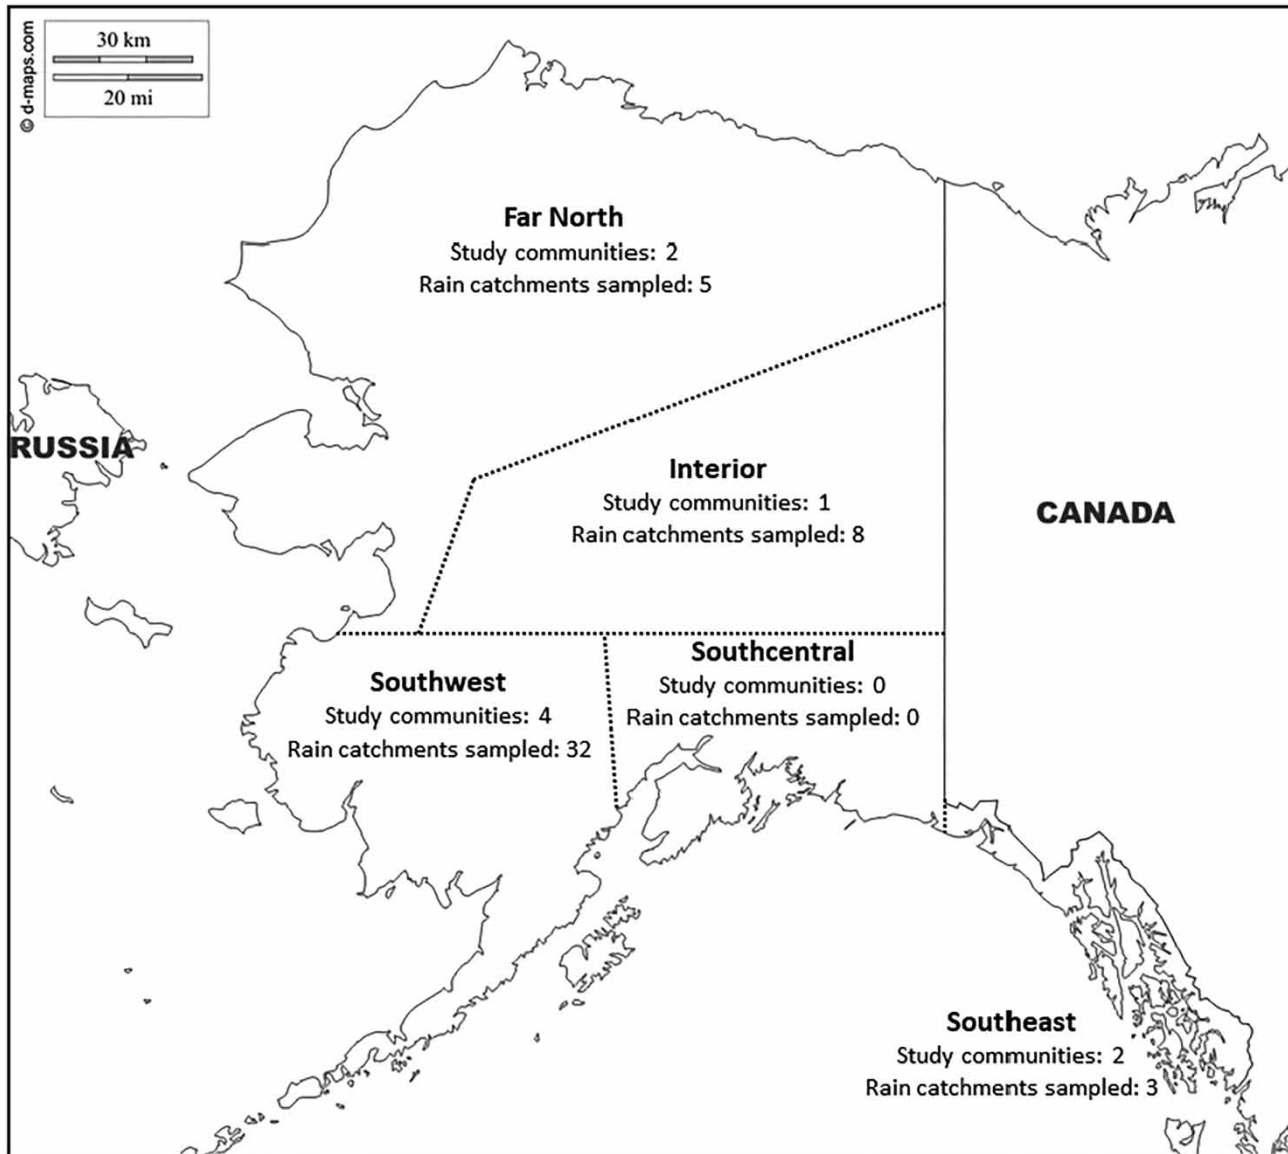 © d-maps.com
30 km
20 mi
Far North
Study communities: 2
Rain catchments sampled: 5
RUSSIA
Interior
Study communities: 1
Rain catchments sampled: 8
CANADA
Southcentral
Study communities: 0
Rain catchments sampled: 0
Southwest
Study communities: 4
Rain catchments sampled: 32
Southeast
Study communities: 2
Rain catchments sampled: 3